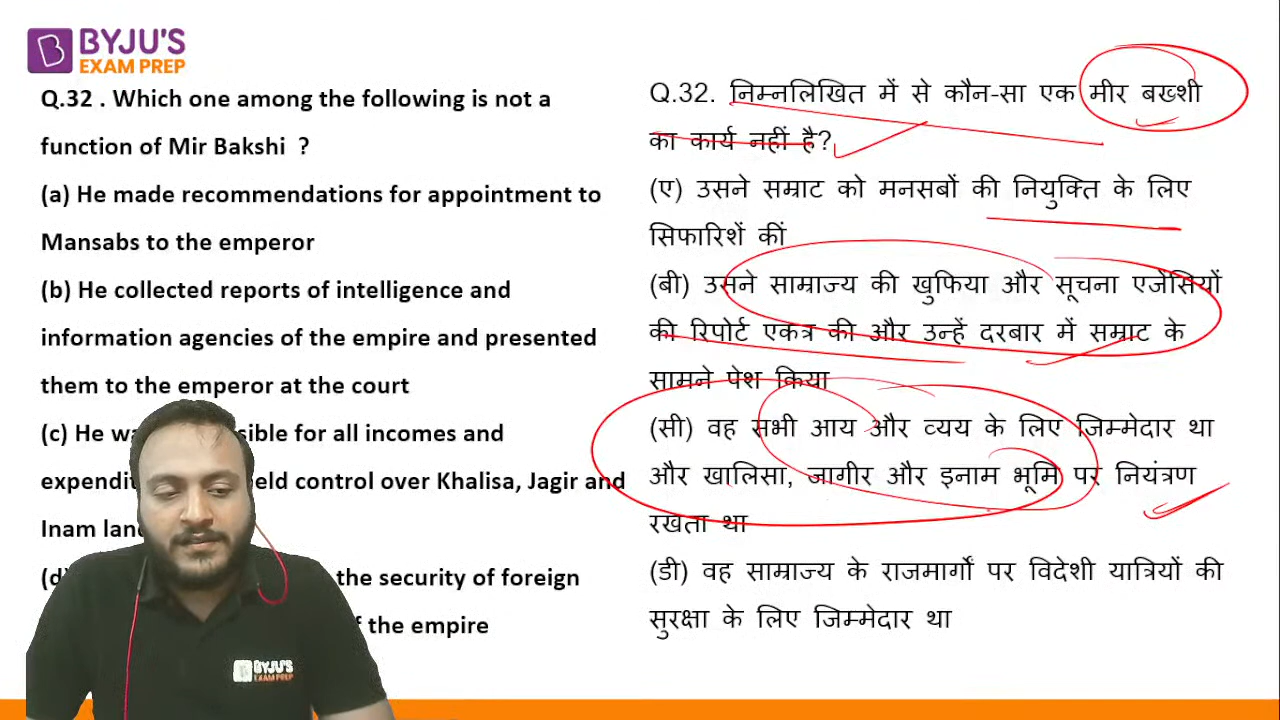 BYJU'S
EXAM PREP
Q.32 . Which one among the following is not a
function of Mir Bakshi ?
(a) He made recommendations for appointment to
Mansabs to the emperor
(b) He collected reports of intelligence and
information agencies of the empire and presented
them to the emperor at the court
(c) He for all incomes and
control over Khalisa, Jagir and
Inam
the security of foreign
the empire
Q.32. निम्नलिखित में से कौन-सा एक मीर बख्शी
का कार्य नहीं है?
(ए) उसने सम्राट को मनसबों की नियुक्ति के लिए
सिफारिशें कीं
(बी) उसने साम्राज्य की खुफिया और सूचना एजेंसियों
की रिपोर्ट एकत्र की और उन्हें दरबार में सम्राट के
सामने पेश किया
(सी) वह सभी आय और व्यय के लिए जिम्मेदार था
और खालिसा, जागीर और इनाम भूमि पर नियंत्रण
रखता था
(डी) वह साम्राज्य के राजमार्गों पर विदेशी यात्रियों की
सुरक्षा के लिए जिम्मेदार था
BYJU'S
EXAM PREP